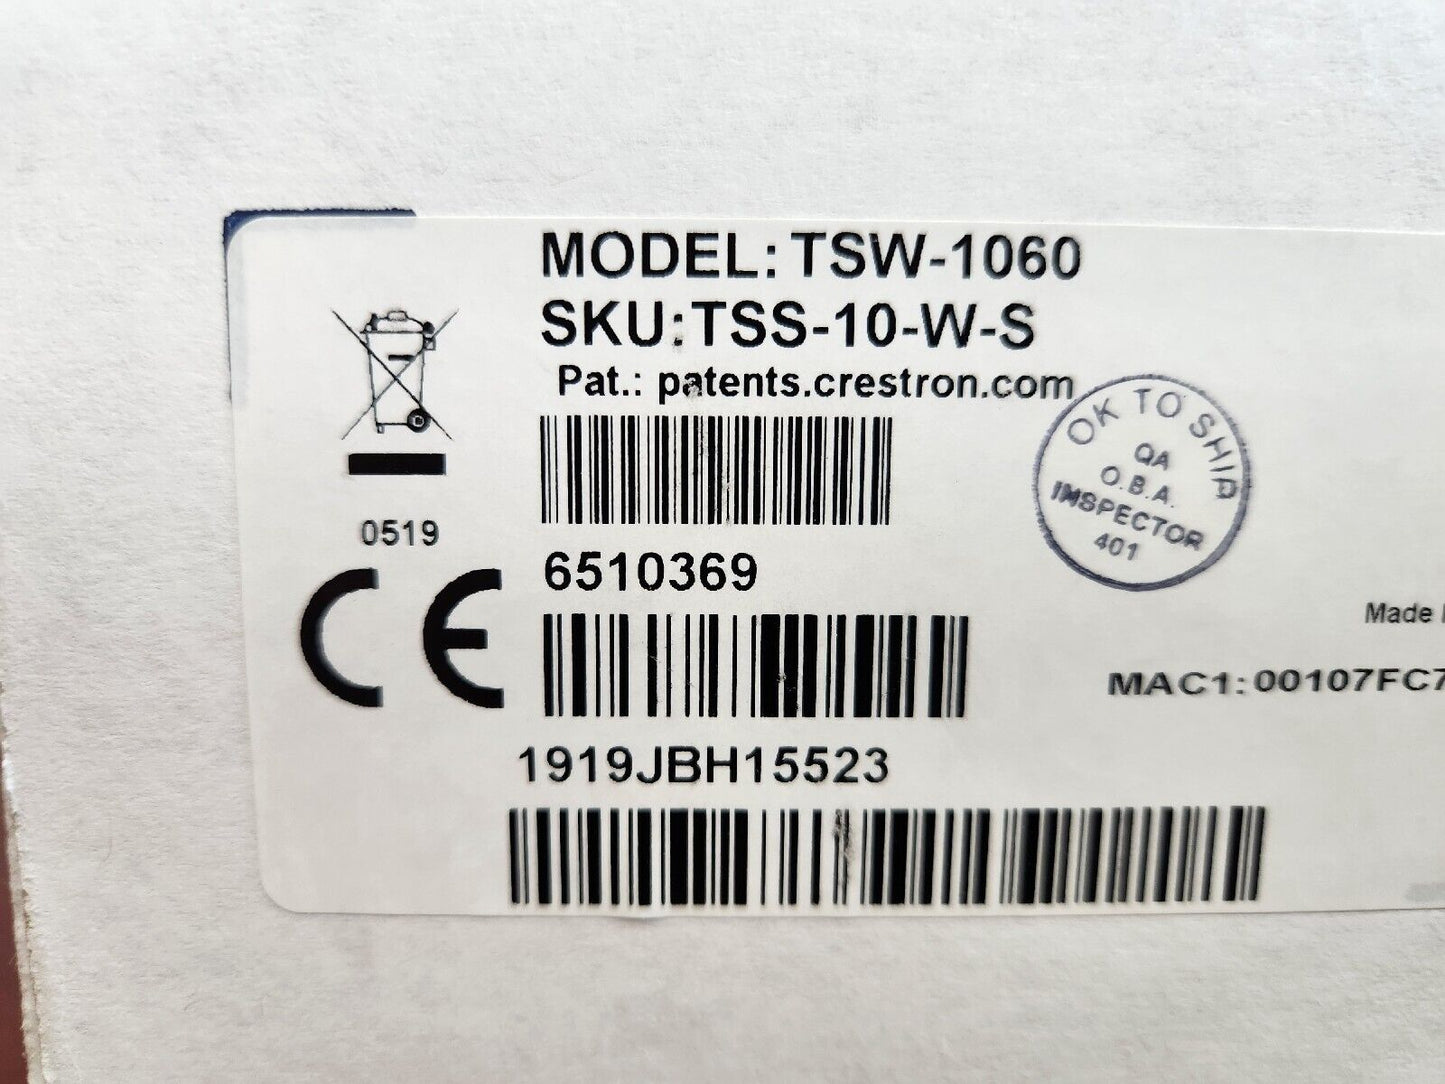 MODEL: TSW-1060
SKU:TSS-10-W-S
Pat.: patents.crestron.com
OK TO SHIP
QA
O.B.A.
INSPECTOR
401
0519
6510369
CE
Made
MAC1: 00107FC7
1919JBH15523